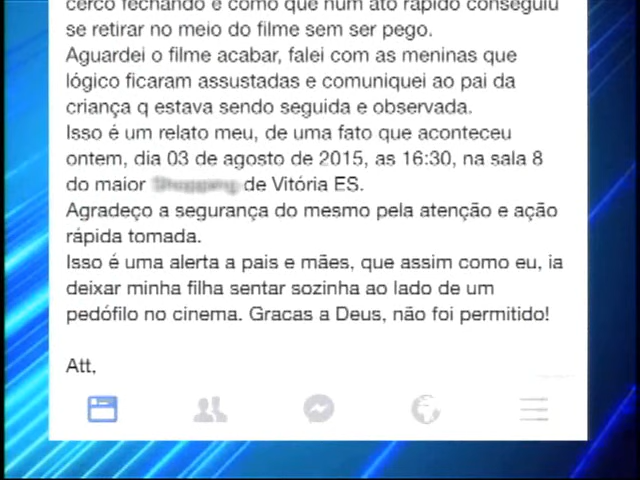 cerco fechando e como que num ato rápido conseguiu
se retirar no meio do filme sem ser pego.
Aguardei o filme acabar, falei com as meninas que
lógico ficaram assustadas e comuniquei ao pai da
criança q estava sendo seguida e observada.
Isso é um relato meu, de uma fato que aconteceu
ontem, dia 03 de agosto de 2015, as 16:30, na sala 8
do maior Shopping de Vitória ES.
Agradeço a segurança do mesmo pela atenção e ação
rápida tomada.
Isso é uma alerta a pais e mães, que assim como eu, ia
deixar minha filha sentar sozinha ao lado de um
pedófilo no cinema. Gracas a Deus, não foi permitido!
Att,